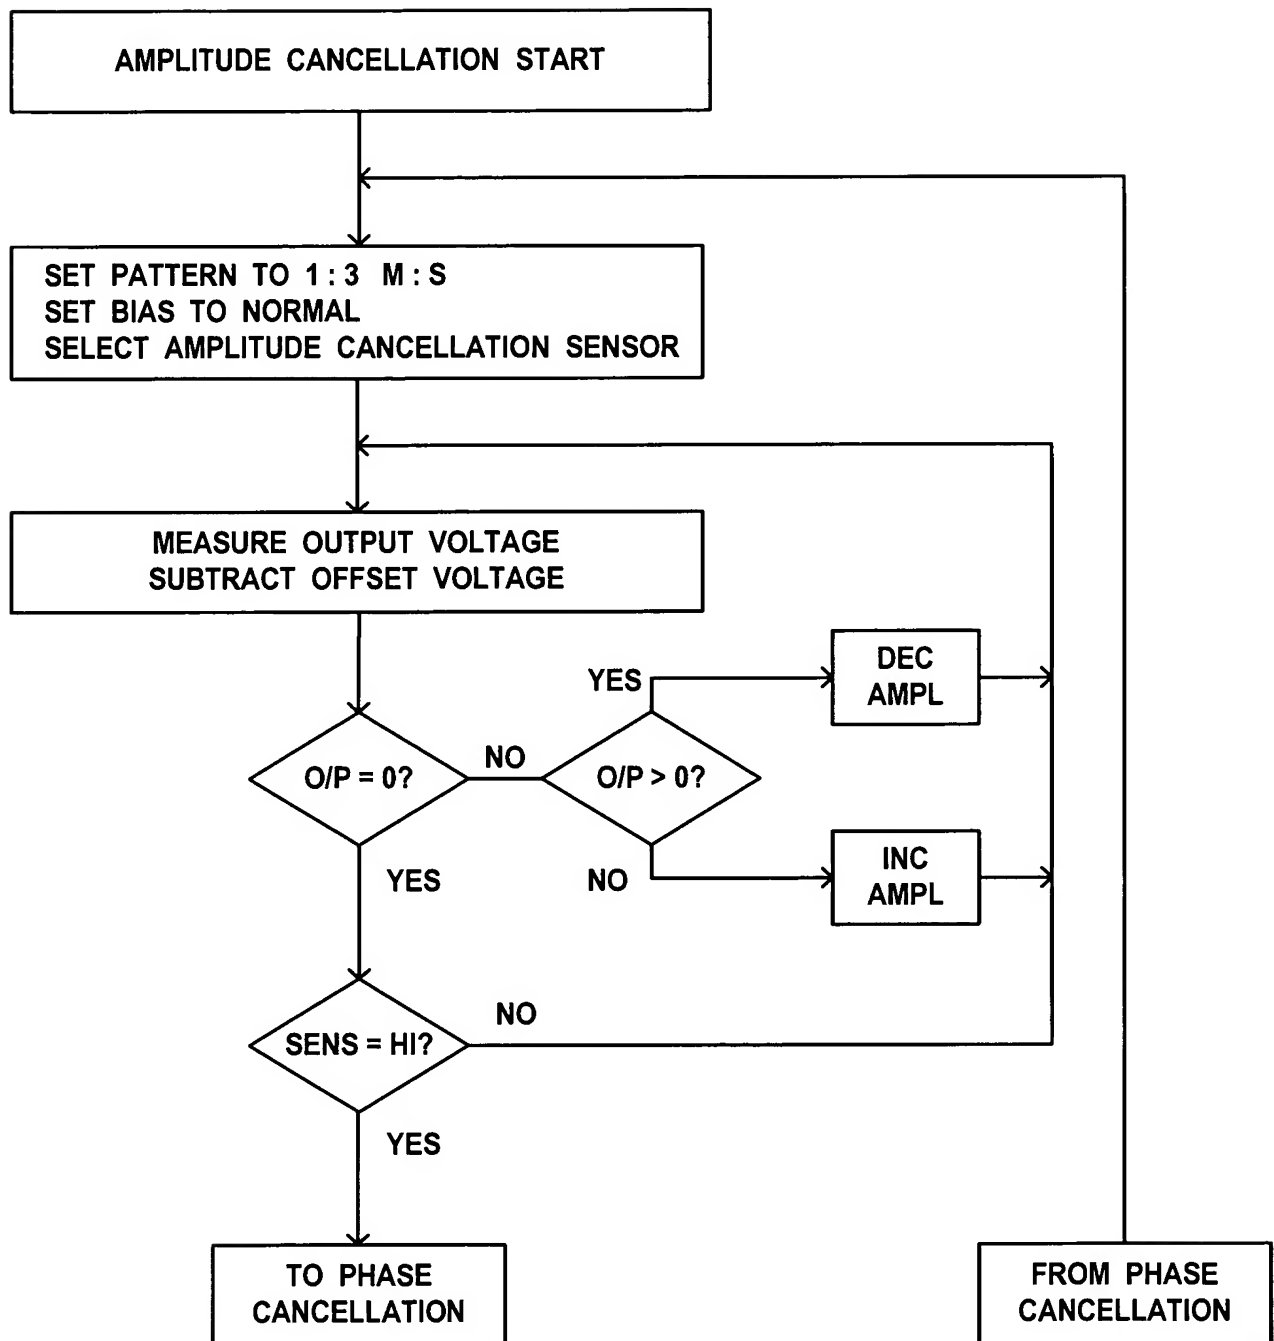 AMPLITUDE CANCELLATION START
SET PATTERN TO 1 : 3 M : S
SET BIAS TO NORMAL
SELECT AMPLITUDE CANCELLATION SENSOR
MEASURE OUTPUT VOLTAGE
SUBTRACT OFFSET VOLTAGE
O/P = 0?
NO
O/P > 0?
YES
DEC
AMPL
NO
INC
AMPL
YES
SENS = HI?
NO
YES
TO PHASE
CANCELLATION
FROM PHASE
CANCELLATION